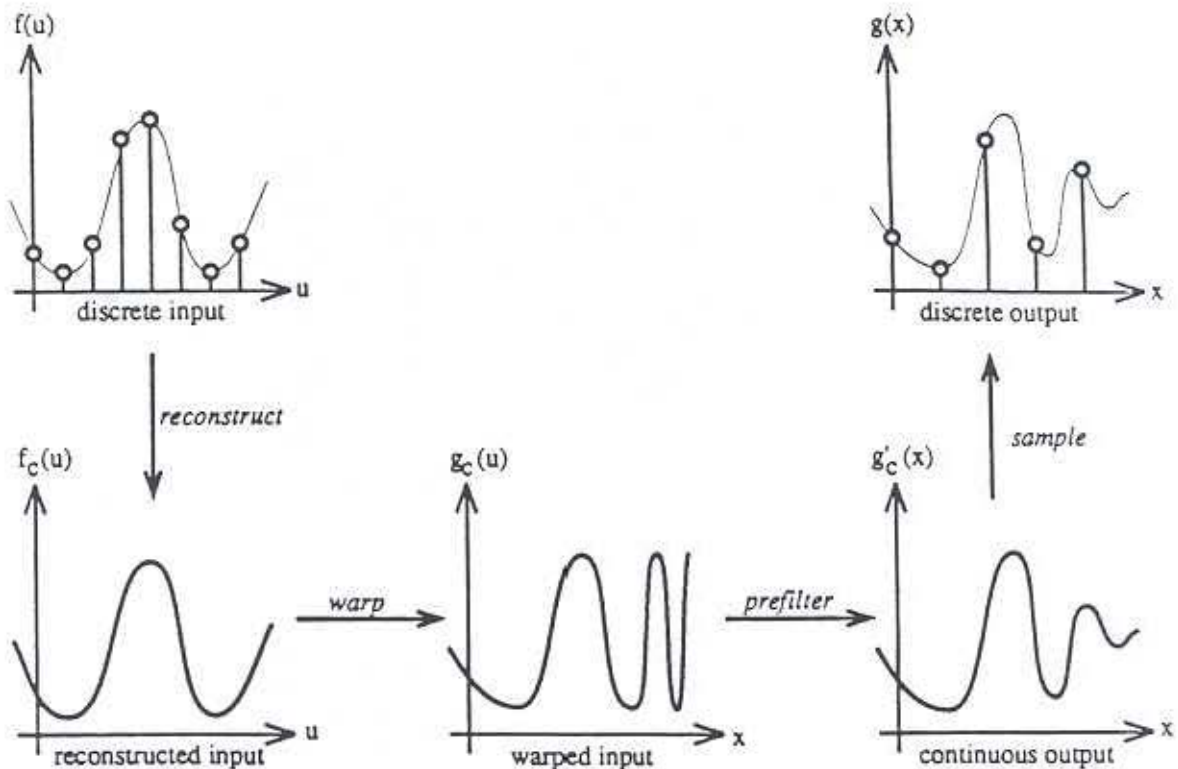 f(u)
u
discrete input
g(x)
x
discrete output
reconstruct
sample
f_c(u)
u
reconstructed input
warp
g_c(u)
x
warped input
prefilter
g'_c(x)
x
continuous output